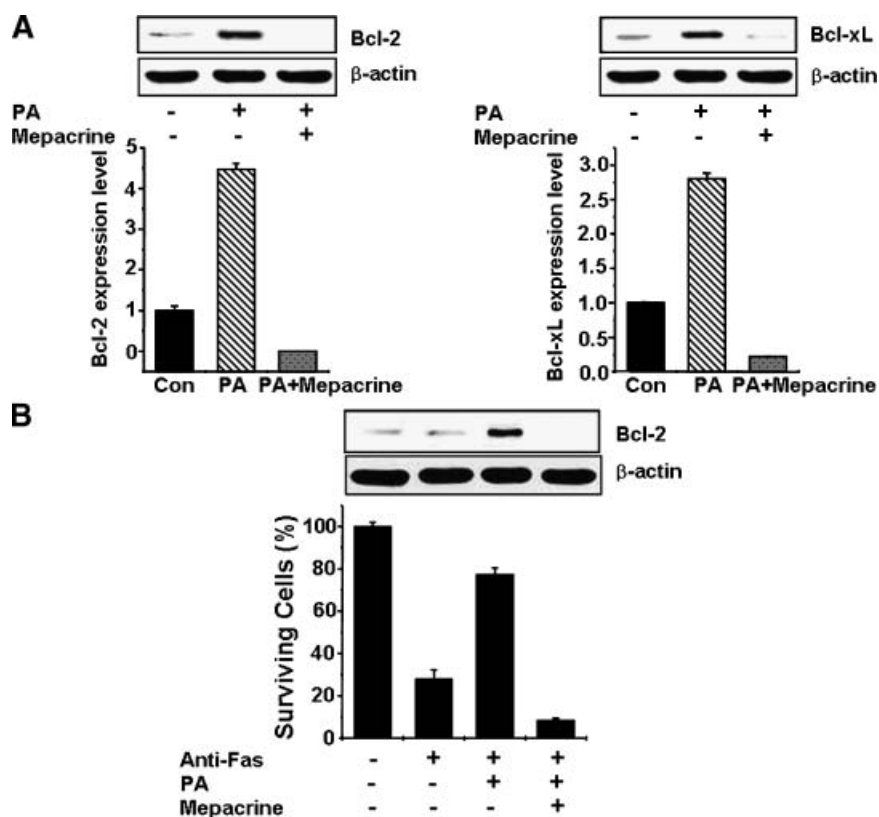 A
Bcl-2
β-actin
PA - + +
Mepacrine - - +
Bcl-2 expression level
5
4
3
2
1
0
Con PA PA+Mepacrine
Bcl-xL
β-actin
PA - + +
Mepacrine - - +
Bcl-xL expression level
3.0
2.5
2.0
1.5
1.0
0.5
0.0
Con PA PA+Mepacrine
B
Bcl-2
β-actin
Surviving Cells (%)
100
80
60
40
20
0
Anti-Fas - + + +
PA - - + +
Mepacrine - - - +